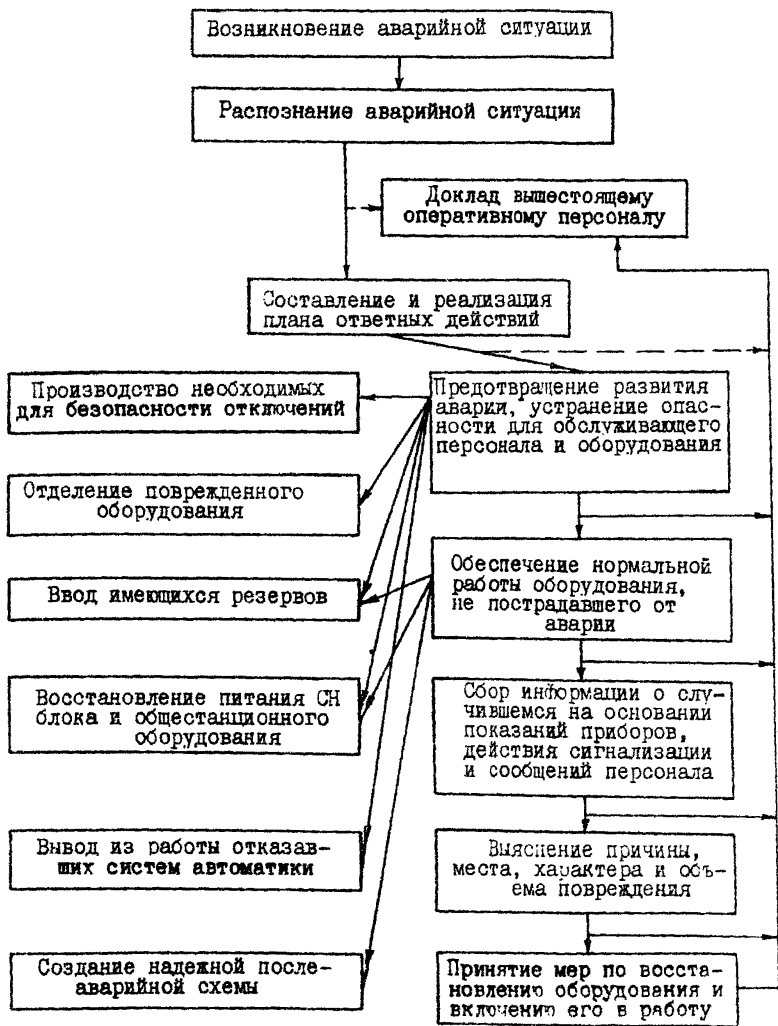 Возникновение аварийной ситуации
Распознание аварийной ситуации
Доклад вышестоящему
оперативному персоналу
Составление и реализация
плана ответных действий
Производство необходимых
для безопасности отключений
Предотвращение развития
аварии, устранение опас-
ности для обслуживающего
персонала и оборудования
Отделение поврежденного
оборудования
Обеспечение нормальной
работы оборудования,
не пострадавшего от
аварии
Ввод имеющихся резервов
Восстановление питания СН
блока и общестанционного
оборудования
Сбор информации о слу-
чившемся на основании
показаний приборов,
действия сигнализации
и сообщений персонала
Вывод из работы отказав-
ших систем автоматики
Выяснение причины,
места, характера и объ-
ема повреждения
Создание надежной после-
аварийной схемы
Принятие мер по восста-
новлению оборудования и
включению его в работу